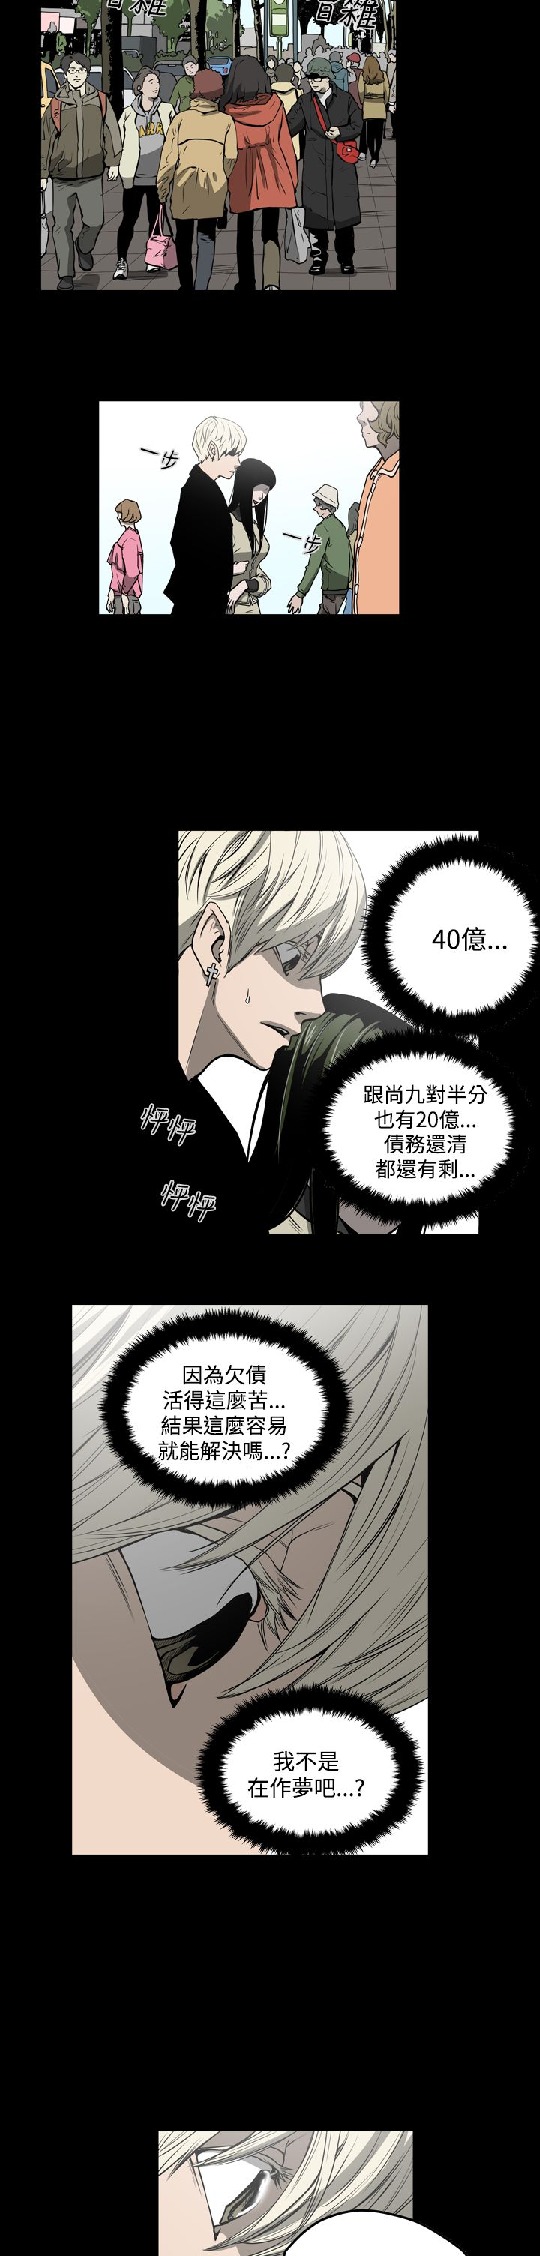 一步
一步
40億...
跟尚九對半分
也有20億...
債務還清
都還有剩...
怦怦
怦怦
因為欠債
活得這麼苦...
結果這麼容易
就能解決嗎...?
我不是
在作夢吧...?